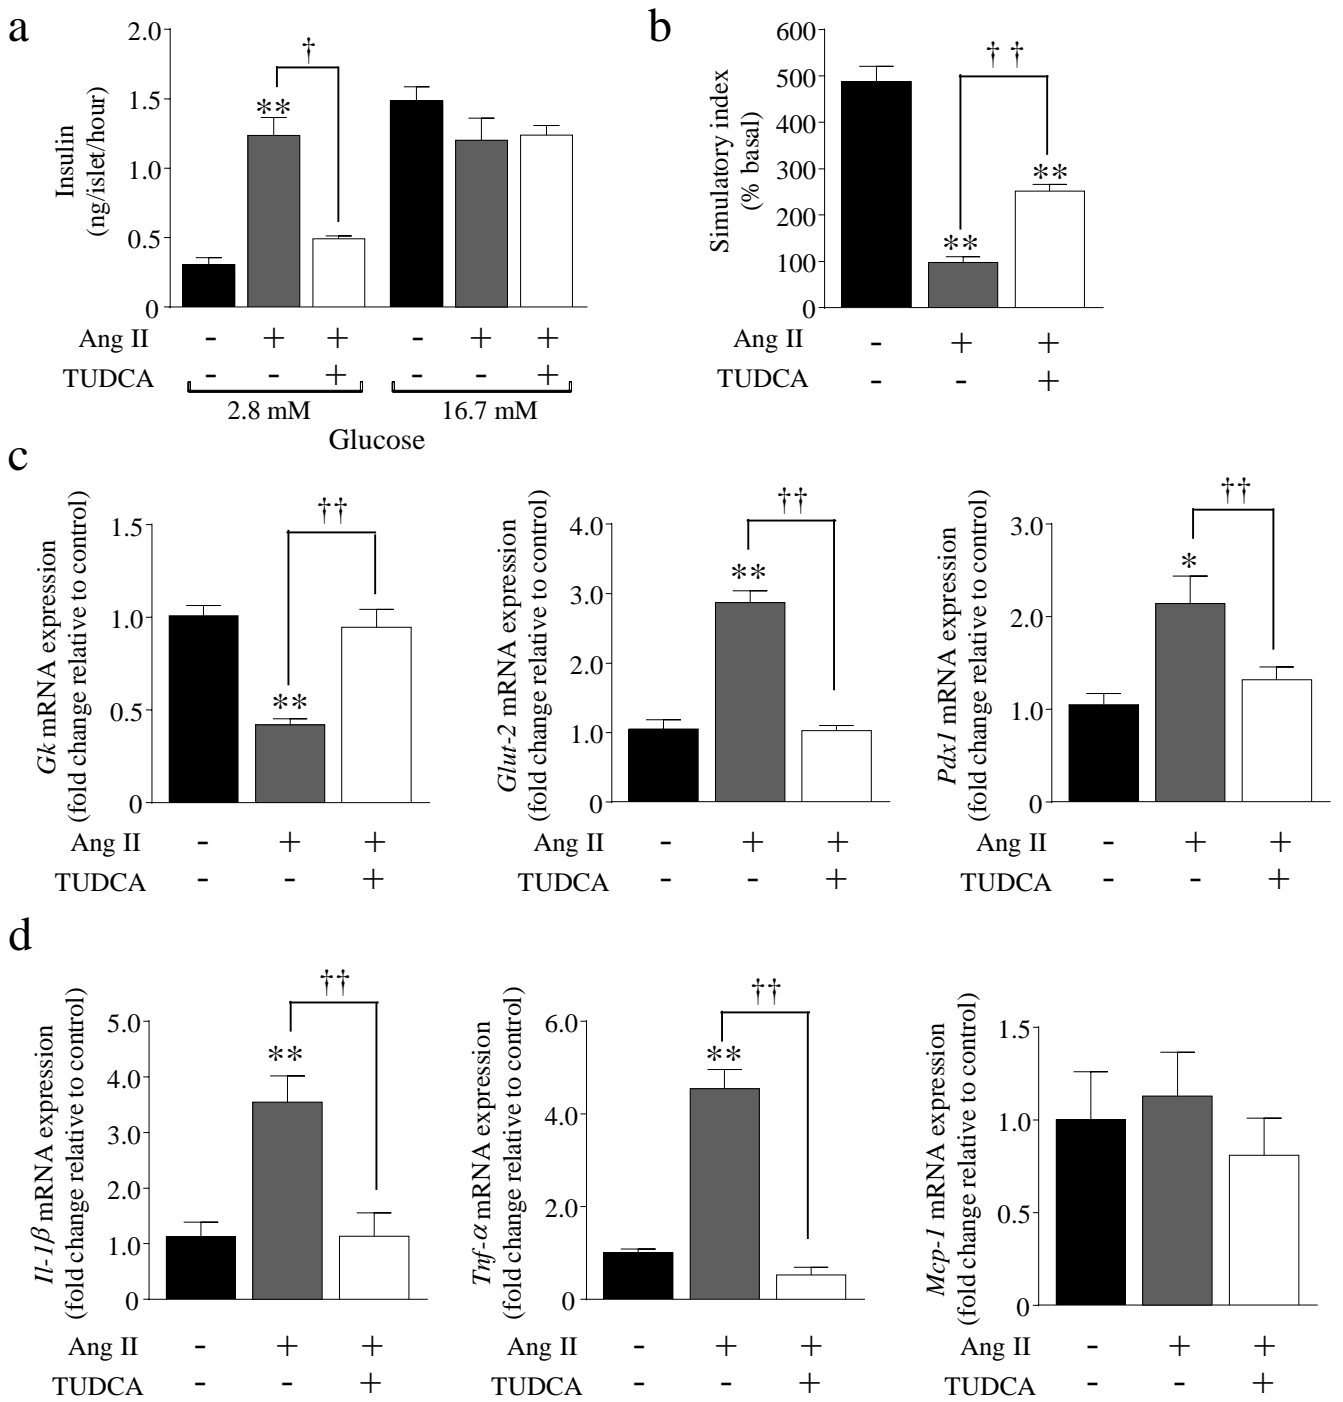 a
2.0
1.5
1.0
0.5
0
Insulin
(ng/islet/hour)
**
†
Ang II - + + - + +
TUDCA - - + - - +
2.8 mM 16.7 mM
Glucose
b
600
500
400
300
200
100
0
Simulatory index
(% basal)
**
**
† †
Ang II - + +
TUDCA - - +
c
Gk mRNA expression
(fold change relative to control)
1.5
1.0
0.5
0
**
††
Ang II - + +
TUDCA - - +
Glut-2 mRNA expression
(fold change relative to control)
4.0
3.0
2.0
1.0
0
**
††
Ang II - + +
TUDCA - - +
Pdx1 mRNA expression
(fold change relative to control)
3.0
2.0
1.0
0
*
††
Ang II - + +
TUDCA - - +
d
Il-1β mRNA expression
(fold change relative to control)
5.0
4.0
3.0
2.0
1.0
0
**
††
Ang II - + +
TUDCA - - +
Tnf-α mRNA expression
(fold change relative to control)
6.0
4.0
2.0
0
**
††
Ang II - + +
TUDCA - - +
Mcp-1 mRNA expression
(fold change relative to control)
1.5
1.0
0.5
0
Ang II - + +
TUDCA - - +